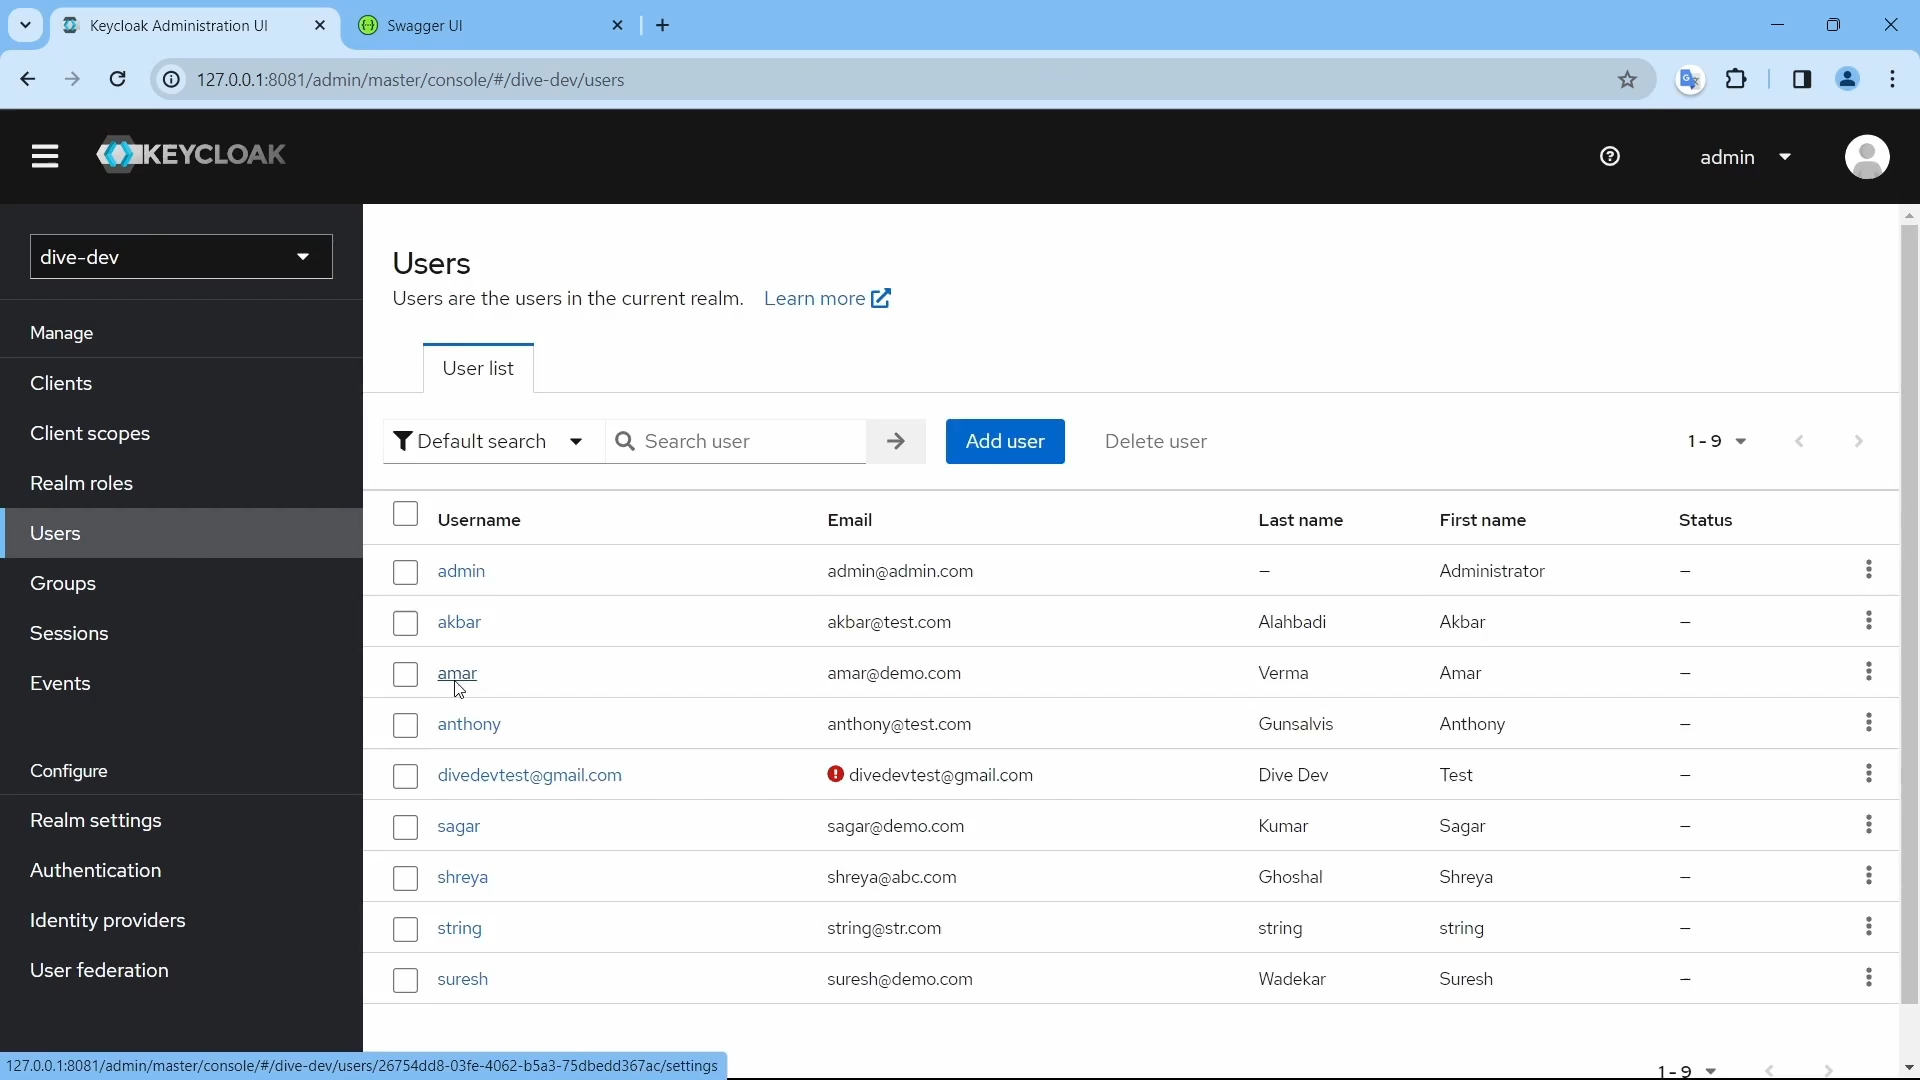 Keycloak Administration UI
Swagger UI
127.0.0.1:8081/admin/master/console/#/dive-dev/users
KEYCLOAK
admin
dive-dev
Manage
Clients
Client scopes
Realm roles
Users
Groups
Sessions
Events
Configure
Realm settings
Authentication
Identity providers
User federation
Users
Users are the users in the current realm. Learn more
User list
Default search Search user Add user Delete user 1 - 9
Username Email Last name First name Status
admin admin@admin.com – Administrator –
akbar akbar@test.com Alahbadi Akbar –
amar amar@demo.com Verma Amar –
anthony anthony@test.com Gunsalvis Anthony –
divedevtest@gmail.com divedevtest@gmail.com Dive Dev Test –
sagar sagar@demo.com Kumar Sagar –
shreya shreya@abc.com Ghoshal Shreya –
string string@str.com string string –
suresh suresh@demo.com Wadekar Suresh –
1 - 9
127.0.0.1:8081/admin/master/console/#/dive-dev/users/26754dd8-03fe-4062-b5a3-75dbedd367ac/settings